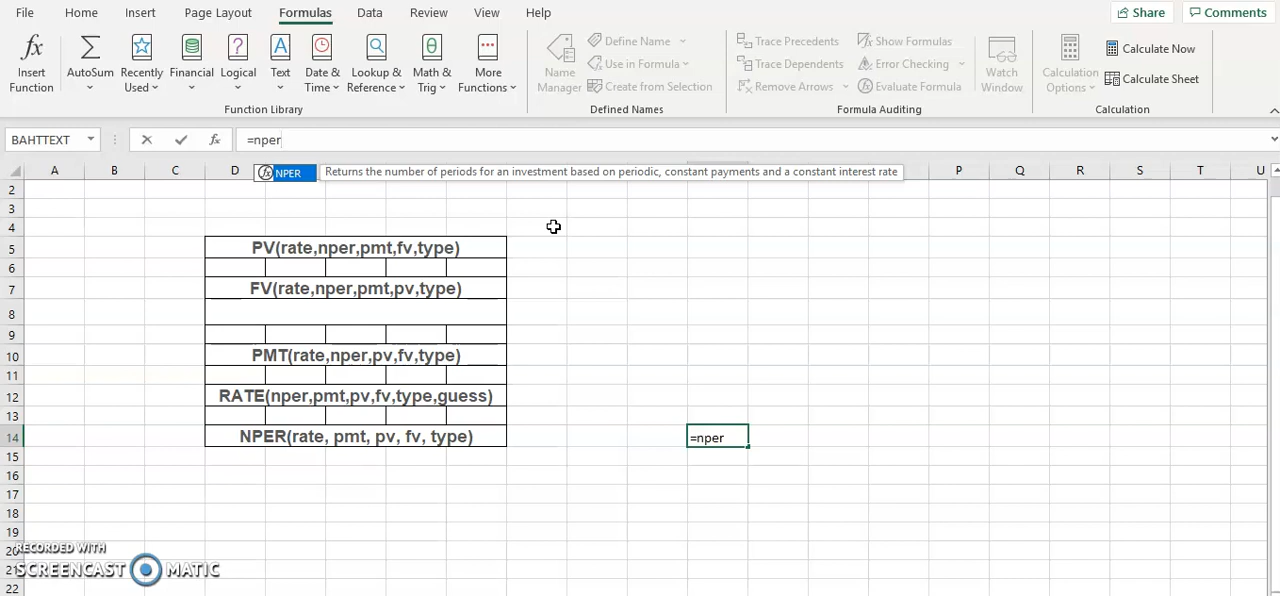 File Home Insert Page Layout Formulas Data Review View Help Share Comments
fx
Insert Function
AutoSum
Recently Used
Financial
Logical
Text
Date & Time
Lookup & Reference
Math & Trig
More Functions
Function Library
Name Manager
Define Name
Use in Formula
Create from Selection
Defined Names
Trace Precedents
Trace Dependents
Remove Arrows
Show Formulas
Error Checking
Evaluate Formula
Watch Window
Formula Auditing
Calculation Options
Calculate Now
Calculate Sheet
Calculation
BAHTTEXT fx =nper
A B C D P Q R S T U
fx NPER Returns the number of periods for an investment based on periodic, constant payments and a constant interest rate
2
3
4
5 PV(rate,nper,pmt,fv,type)
6
7 FV(rate,nper,pmt,pv,type)
8
9
10 PMT(rate,nper,pv,fv,type)
11
12 RATE(nper,pmt,pv,fv,type,guess)
13
14 NPER(rate, pmt, pv, fv, type) =nper
15
16
17
18
19
20
21
22
RECORDED WITH
SCREENCAST MATIC